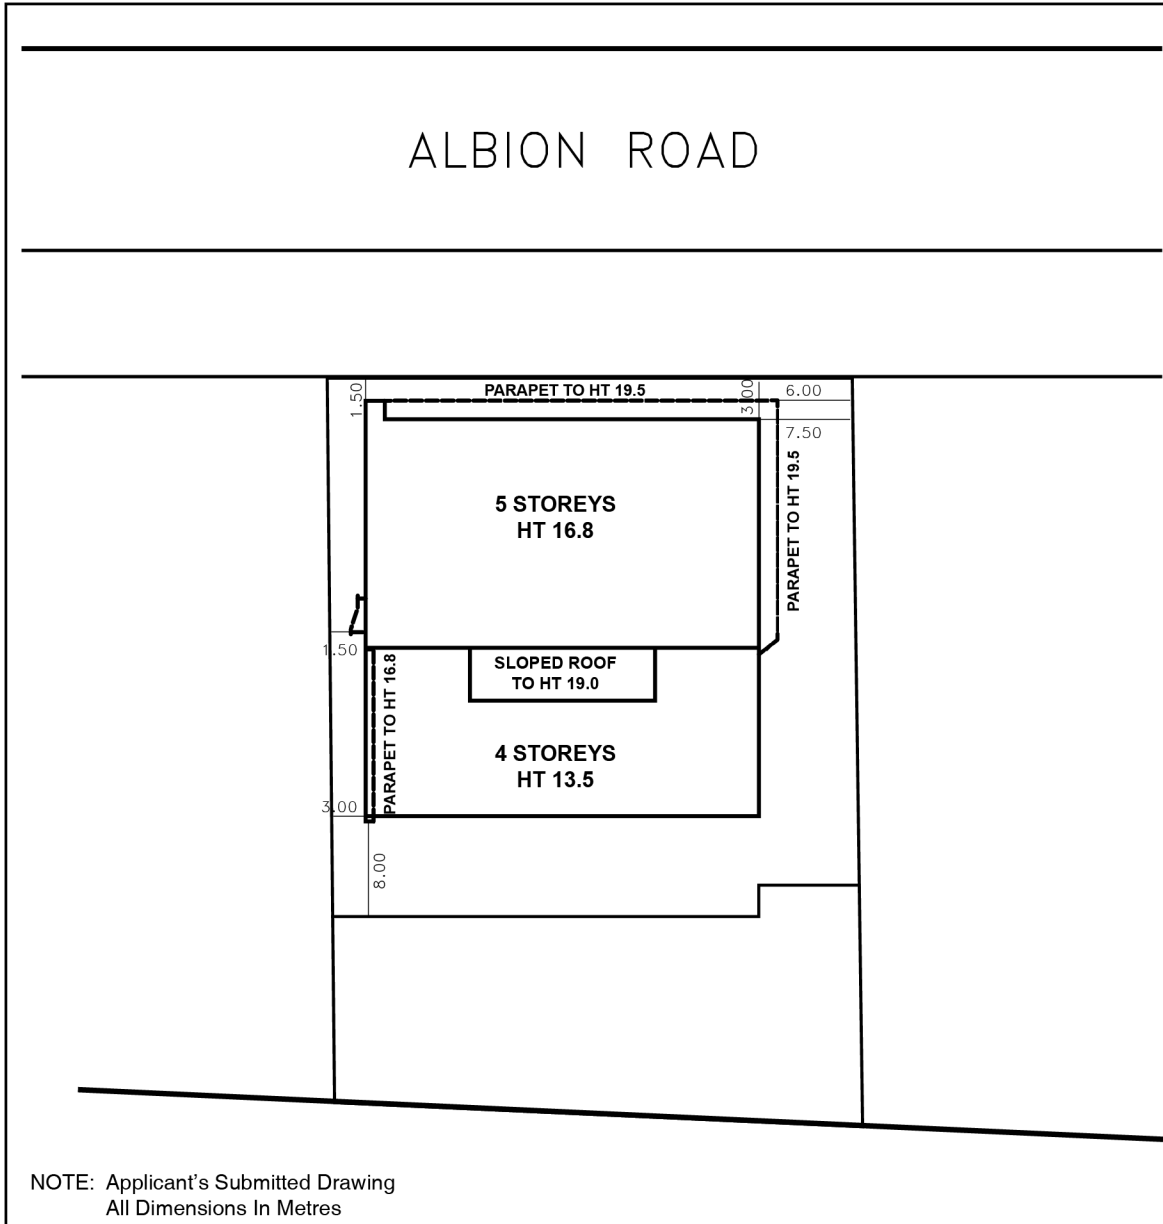 ALBION ROAD
1.50
PARAPET TO HT 19.5
3.00
6.00
7.50
PARAPET TO HT 19.5
5 STOREYS
HT 16.8
1.50
PARAPET TO HT 16.8
SLOPED ROOF
TO HT 19.0
4 STOREYS
HT 13.5
3.00
8.00
NOTE: Applicant's Submitted Drawing
All Dimensions In Metres